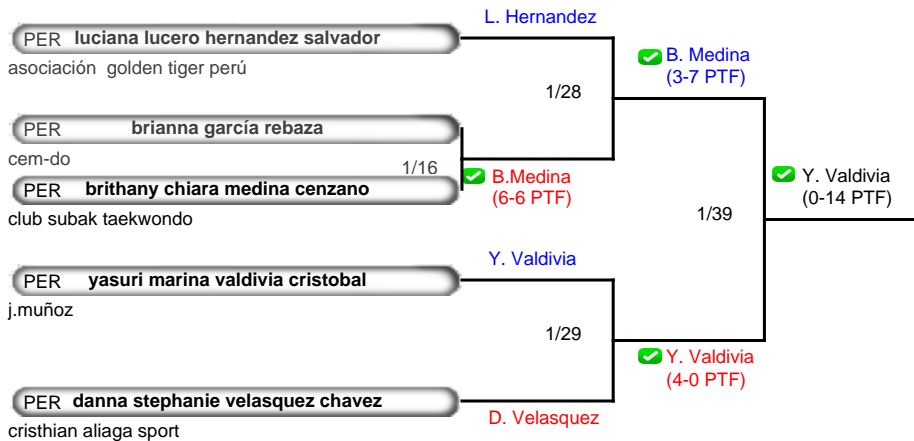 L. Hernandez
PER luciana lucero hernandez salvador
asociación golden tiger perú
B. Medina
(3-7 PTF)
1/28
PER brianna garcía rebaza
cem-do
1/16
B.Medina
(6-6 PTF)
PER brithany chiara medina cenzano
club subak taekwondo
Y. Valdivia
(0-14 PTF)
1/39
Y. Valdivia
PER yasuri marina valdivia cristobal
j.muñoz
1/29
Y. Valdivia
(4-0 PTF)
PER danna stephanie velasquez chavez
D. Velasquez
cristhian aliaga sport